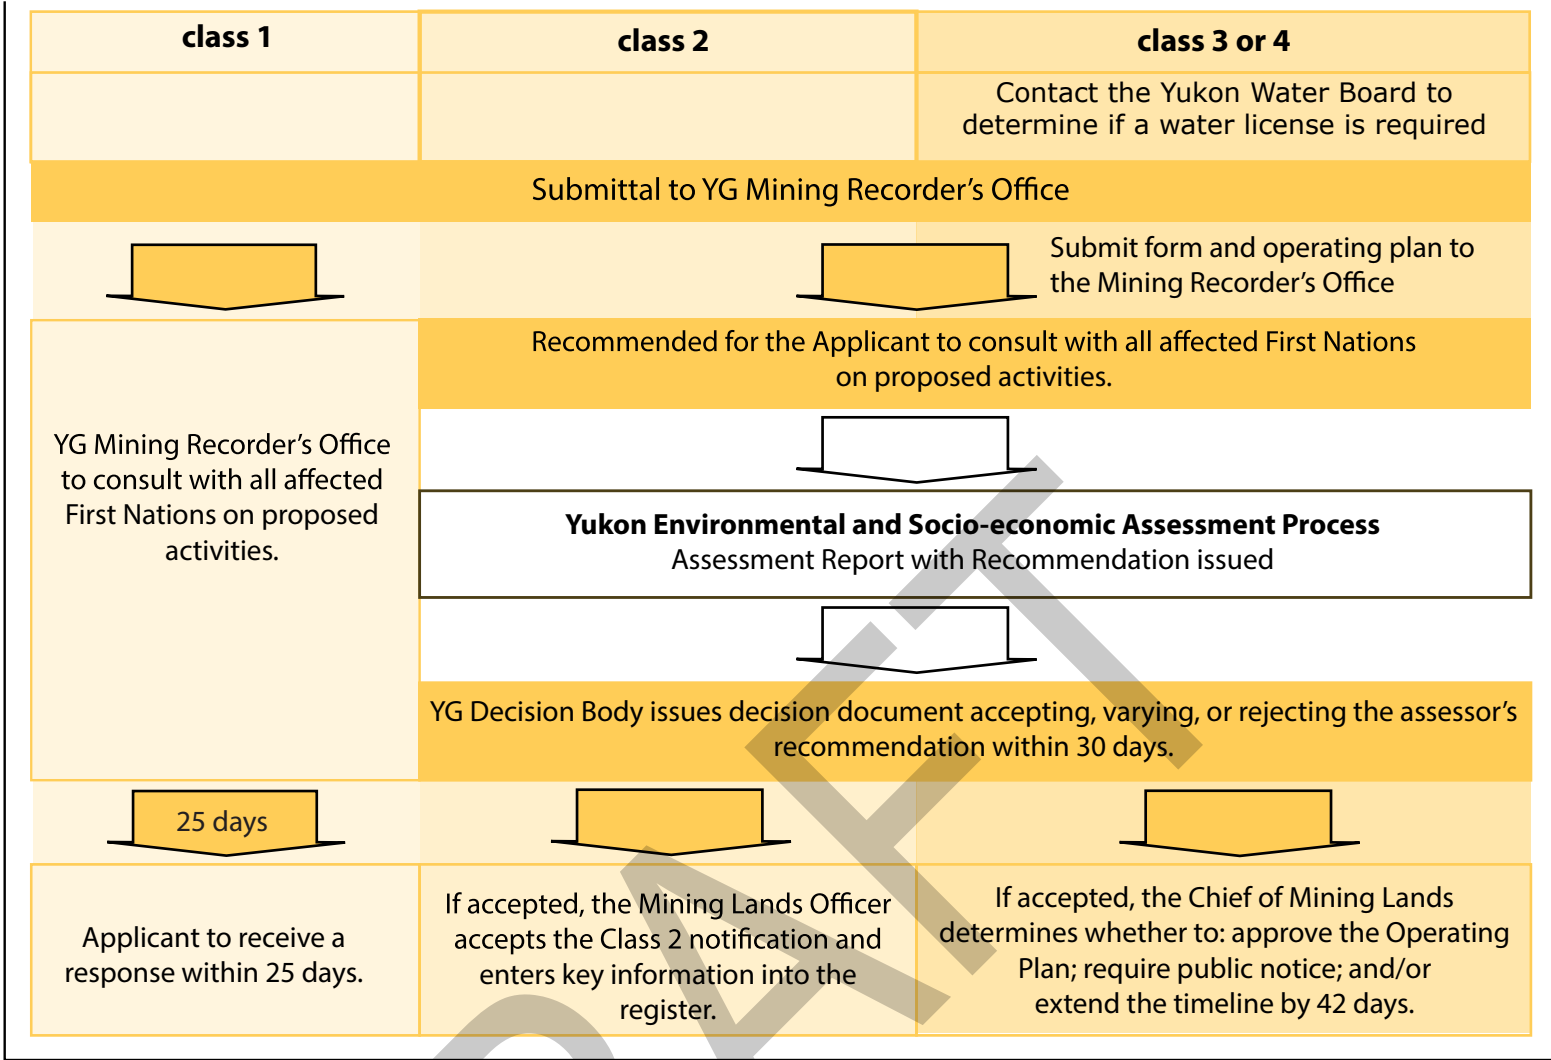 class 1
class 2
class 3 or 4
Contact the Yukon Water Board to
determine if a water license is required
Submittal to YG Mining Recorder’s Office
Submit form and operating plan to
the Mining Recorder’s Office
Recommended for the Applicant to consult with all affected First Nations
on proposed activities.
YG Mining Recorder’s Office
to consult with all affected
First Nations on proposed
activities.
Yukon Environmental and Socio-economic Assessment Process
Assessment Report with Recommendation issued
YG Decision Body issues decision document accepting, varying, or rejecting the assessor’s
recommendation within 30 days.
25 days
Applicant to receive a
response within 25 days.
If accepted, the Mining Lands Officer
accepts the Class 2 notification and
enters key information into the
register.
If accepted, the Chief of Mining Lands
determines whether to: approve the Operating
Plan; require public notice; and/or
extend the timeline by 42 days.
RAFT